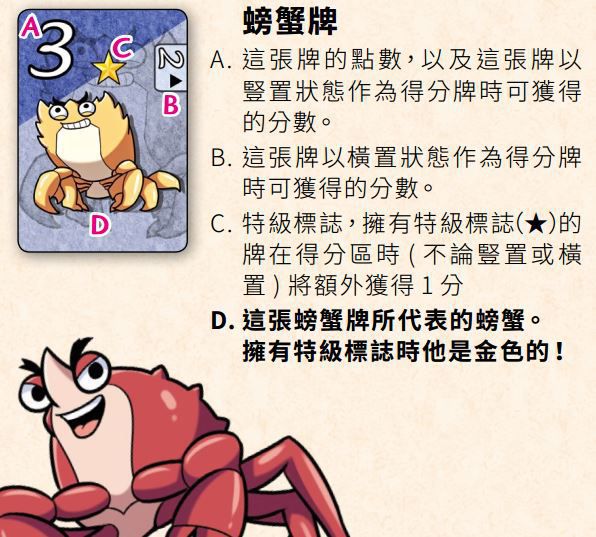 螃蟹牌
A
3
C
2
B
D
A. 這張牌的點數，以及這張牌以
豎置狀態作為得分牌時可獲得
的分數。
B. 這張牌以橫置狀態作為得分牌
時可獲得的分數。
C. 特級標誌，擁有特級標誌(★)的
牌在得分區時 ( 不論豎置或橫
置 ) 將額外獲得 1 分
D. 這張螃蟹牌所代表的螃蟹。
擁有特級標誌時他是金色的！